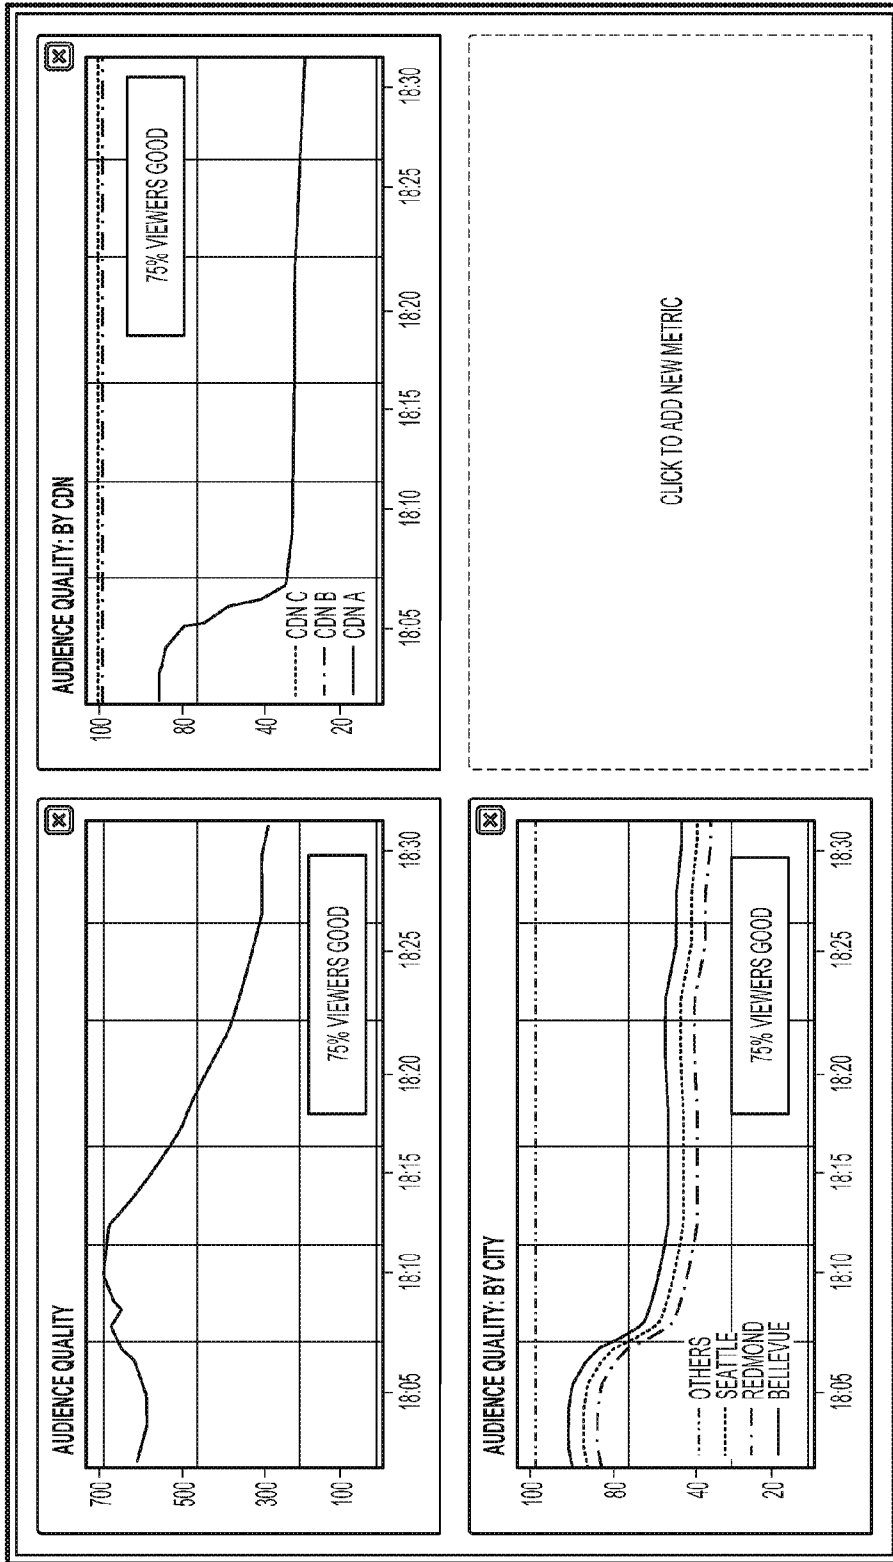 AUDIENCE QUALITY
700
500
300
100
75% VIEWERS GOOD
18:05
18:10
18:15
18:20
18:25
18:30
AUDIENCE QUALITY: BY CDN
100
80
40
20
75% VIEWERS GOOD
CDN C
CDN B
CDN A
18:05
18:10
18:15
18:20
18:25
18:30
AUDIENCE QUALITY: BY CITY
100
80
40
20
OTHERS
SEATTLE
REDMOND
BELLEVUE
75% VIEWERS GOOD
18:05
18:10
18:15
18:20
18:25
18:30
CLICK TO ADD NEW METRIC